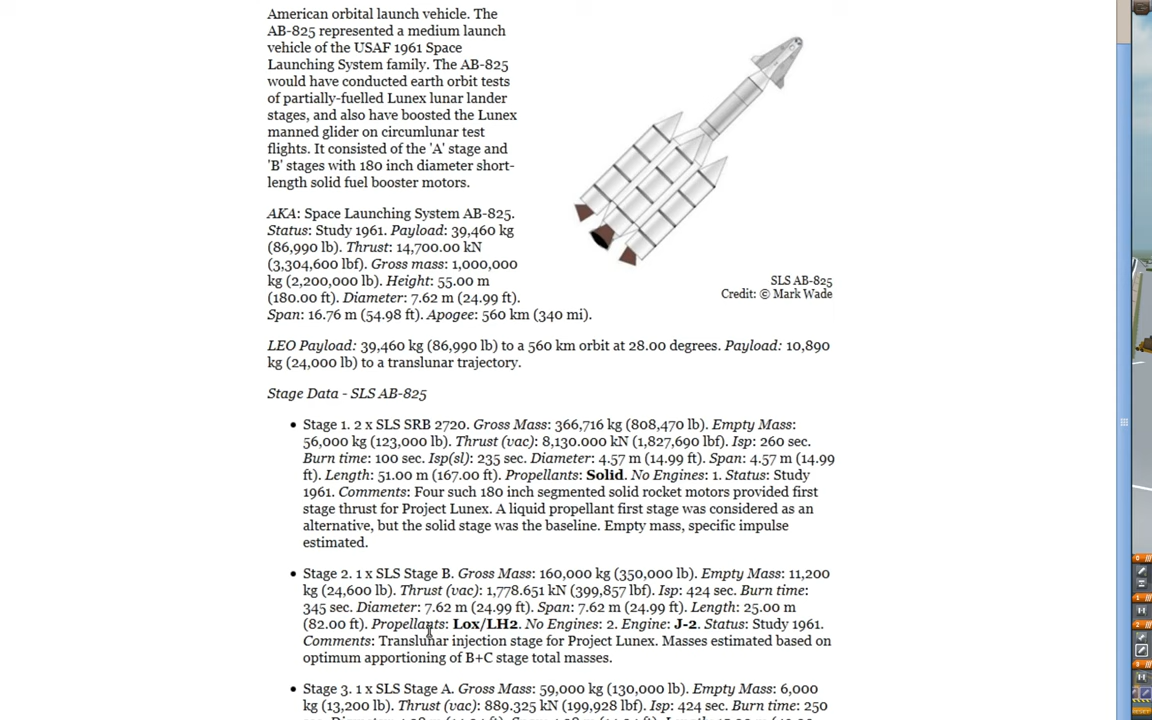 American orbital launch vehicle. The
AB-825 represented a medium launch
vehicle of the USAF 1961 Space
Launching System family. The AB-825
would have conducted earth orbit tests
of partially-fuelled Lunex lunar lander
stages, and also have boosted the Lunex
manned glider on circumlunar test
flights. It consisted of the 'A' stage and
'B' stages with 180 inch diameter short-
length solid fuel booster motors.
AKA: Space Launching System AB-825.
Status: Study 1961. Payload: 39,460 kg
(86,990 lb). Thrust: 14,700.00 kN
(3,304,600 lbf). Gross mass: 1,000,000
kg (2,200,000 lb). Height: 55.00 m
(180.00 ft). Diameter: 7.62 m (24.99 ft).
Span: 16.76 m (54.98 ft). Apogee: 560 km (340 mi).
SLS AB-825
Credit: © Mark Wade
LEO Payload: 39,460 kg (86,990 lb) to a 560 km orbit at 28.00 degrees. Payload: 10,890
kg (24,000 lb) to a translunar trajectory.
Stage Data - SLS AB-825
• Stage 1. 2 x SLS SRB 2720. Gross Mass: 366,716 kg (808,470 lb). Empty Mass:
56,000 kg (123,000 lb). Thrust (vac): 8,130.000 kN (1,827,690 lbf). Isp: 260 sec.
Burn time: 100 sec. Isp(sl): 235 sec. Diameter: 4.57 m (14.99 ft). Span: 4.57 m (14.99
ft). Length: 51.00 m (167.00 ft). Propellants: Solid. No Engines: 1. Status: Study
1961. Comments: Four such 180 inch segmented solid rocket motors provided first
stage thrust for Project Lunex. A liquid propellant first stage was considered as an
alternative, but the solid stage was the baseline. Empty mass, specific impulse
estimated.
• Stage 2. 1 x SLS Stage B. Gross Mass: 160,000 kg (350,000 lb). Empty Mass: 11,200
kg (24,600 lb). Thrust (vac): 1,778.651 kN (399,857 lbf). Isp: 424 sec. Burn time:
345 sec. Diameter: 7.62 m (24.99 ft). Span: 7.62 m (24.99 ft). Length: 25.00 m
(82.00 ft). Propellants: Lox/LH2. No Engines: 2. Engine: J-2. Status: Study 1961.
Comments: Translunar injection stage for Project Lunex. Masses estimated based on
optimum apportioning of B+C stage total masses.
• Stage 3. 1 x SLS Stage A. Gross Mass: 59,000 kg (130,000 lb). Empty Mass: 6,000
kg (13,200 lb). Thrust (vac): 889.325 kN (199,928 lbf). Isp: 424 sec. Burn time: 250